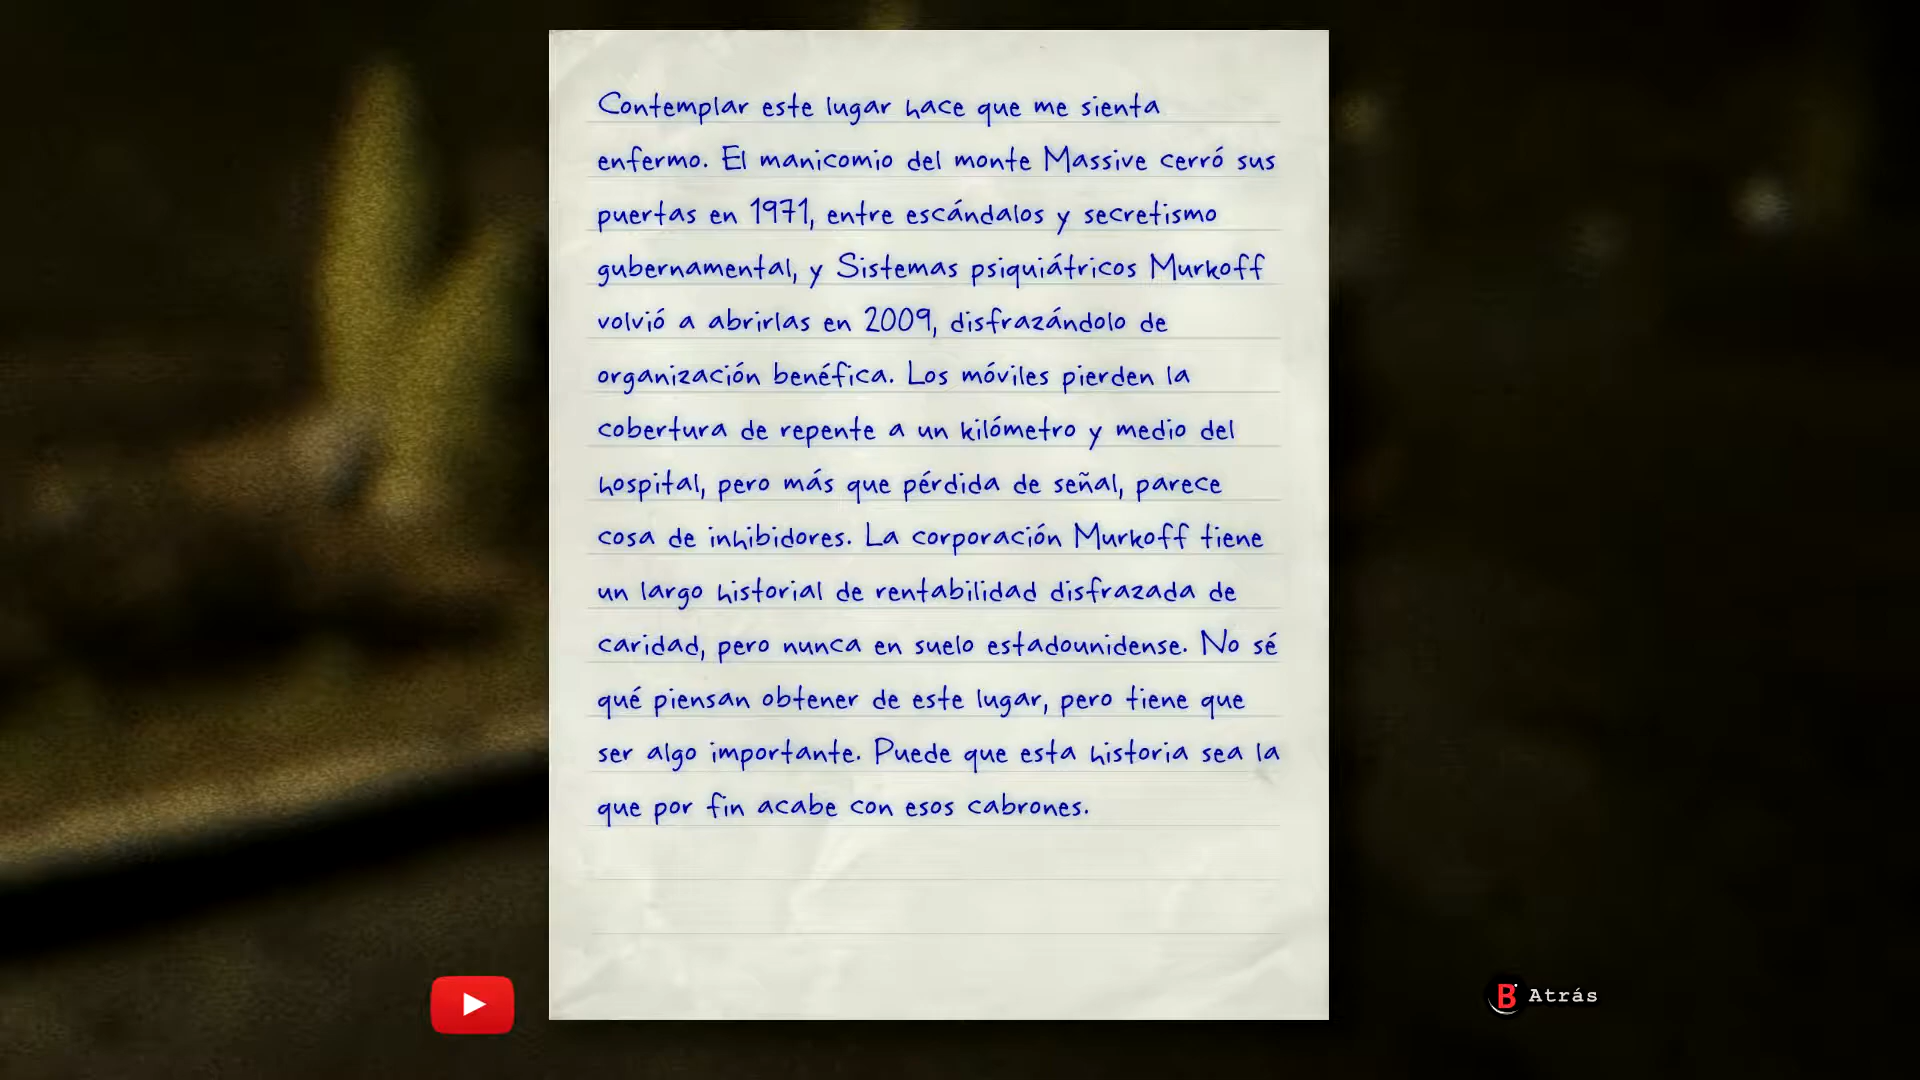 Contemplar este lugar hace que me sienta
enfermo. El manicomio del monte Massive cerró sus
puertas en 1971, entre escándalos y secretismo
gubernamental, y Sistemas psiquiátricos Murkoff
volvió a abrirlas en 2009, disfrazándolo de
organización benéfica. Los móviles pierden la
cobertura de repente a un kilómetro y medio del
hospital, pero más que pérdida de señal, parece
cosa de inhibidores. La corporación Murkoff tiene
un largo historial de rentabilidad disfrazada de
caridad, pero nunca en suelo estadounidense. No sé
qué piensan obtener de este lugar, pero tiene que
ser algo importante. Puede que esta historia sea la
que por fin acabe con esos cabrones.
B Atrás